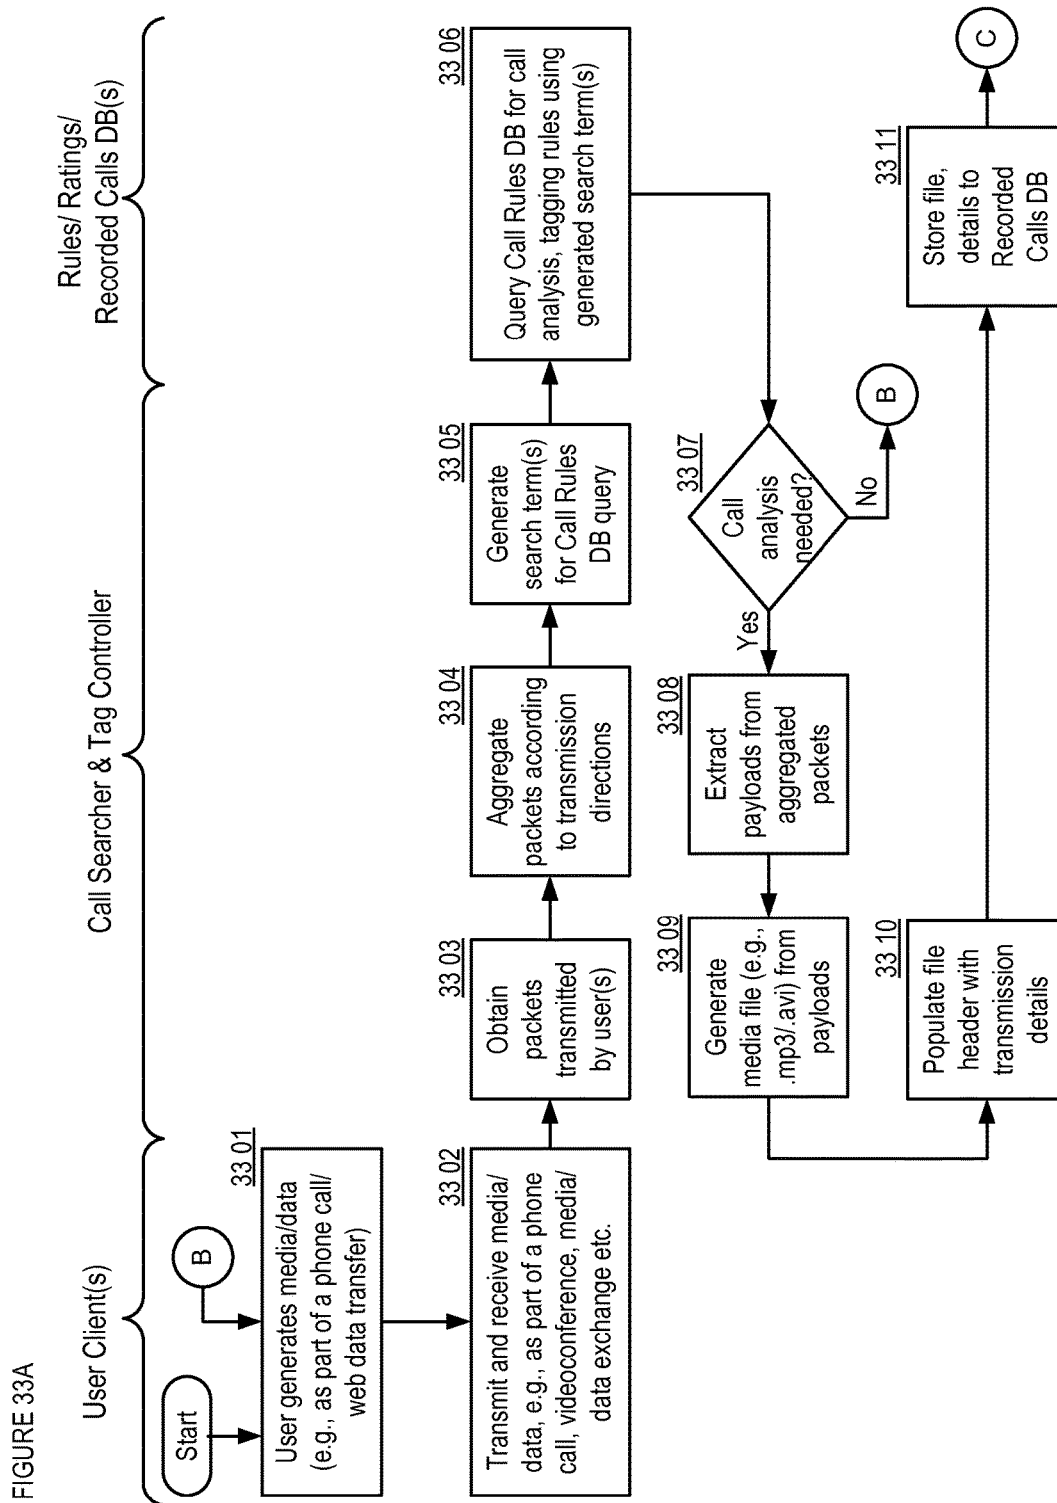 FIGURE 33A
User Client(s)
Call Searcher & Tag Controller
Rules/ Ratings/
Recorded Calls DB(s)
Start
B
33 01
User generates media/data
(e.g., as part of a phone call/
web data transfer)
33 02
Transmit and receive media/
data, e.g., as part of a phone
call, videoconference, media/
data exchange etc.
33 03
Obtain
packets
transmitted
by user(s)
33 04
Aggregate
packets according
to transmission
directions
33 05
Generate
search term(s)
for Call Rules
DB query
33 06
Query Call Rules DB for call
analysis, tagging rules using
generated search term(s)
33 07
Call
analysis
needed?
No
B
Yes
33 08
Extract
payloads from
aggregated
packets
33 09
Generate
media file (e.g.,
.mp3/.avi) from
payloads
33 10
Populate file
header with
transmission
details
33 11
Store file,
details to
Recorded
Calls DB
C